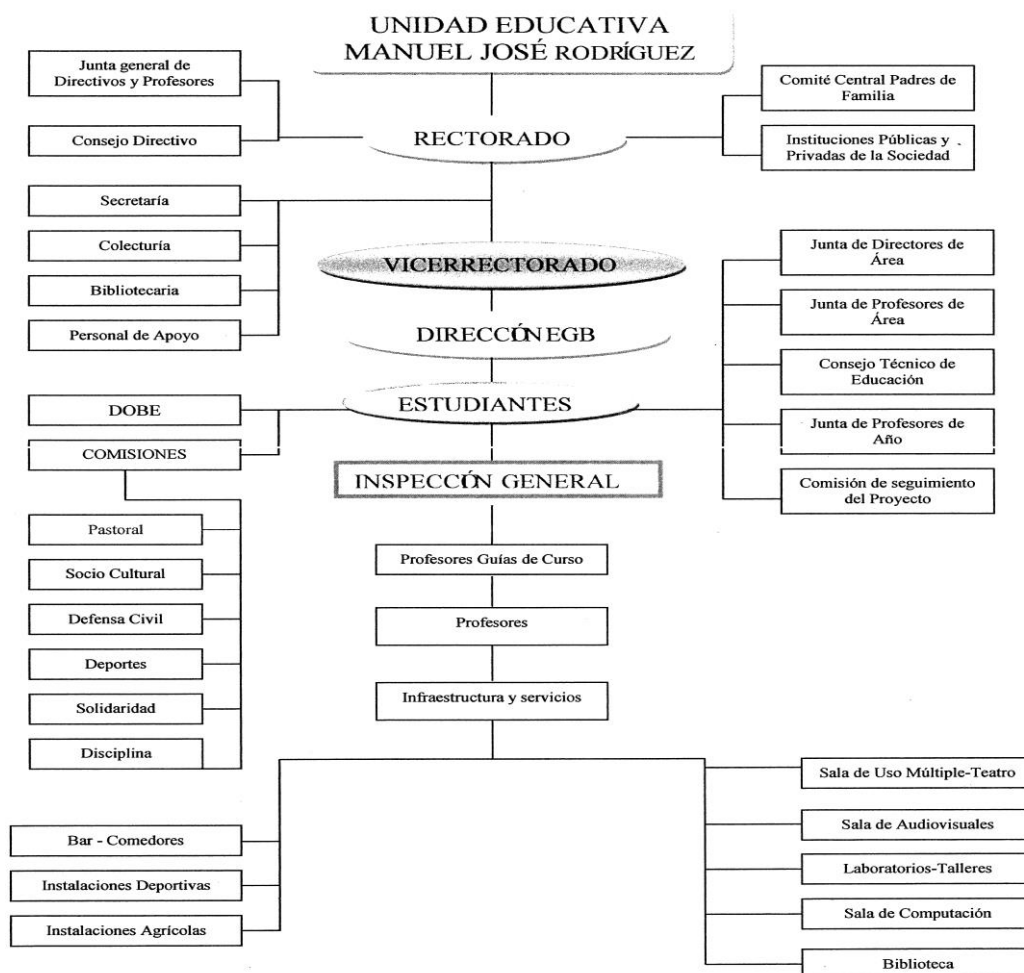 UNIDAD EDUCATIVA
MANUEL JOSÉ RODRÍGUEZ
Junta general de
Directivos y Profesores
Consejo Directivo
RECTORADO
Comité Central Padres de
Familia
Instituciones Públicas y
Privadas de la Sociedad
Secretaría
Colecturía
Bibliotecaria
Personal de Apoyo
VICERRECTORADO
DIRECCIÓN EGB
ESTUDIANTES
Junta de Directores de
Área
Junta de Profesores de
Área
Consejo Técnico de
Educación
Junta de Profesores de
Año
Comisión de seguimiento
del Proyecto
DOBE
COMISIONES
INSPECCIÓN GENERAL
Pastoral
Socio Cultural
Defensa Civil
Deportes
Solidaridad
Disciplina
Profesores Guías de Curso
Profesores
Infraestructura y servicios
Bar - Comedores
Instalaciones Deportivas
Instalaciones Agrícolas
Sala de Uso Múltiple-Teatro
Sala de Audiovisuales
Laboratorios-Talleres
Sala de Computación
Biblioteca